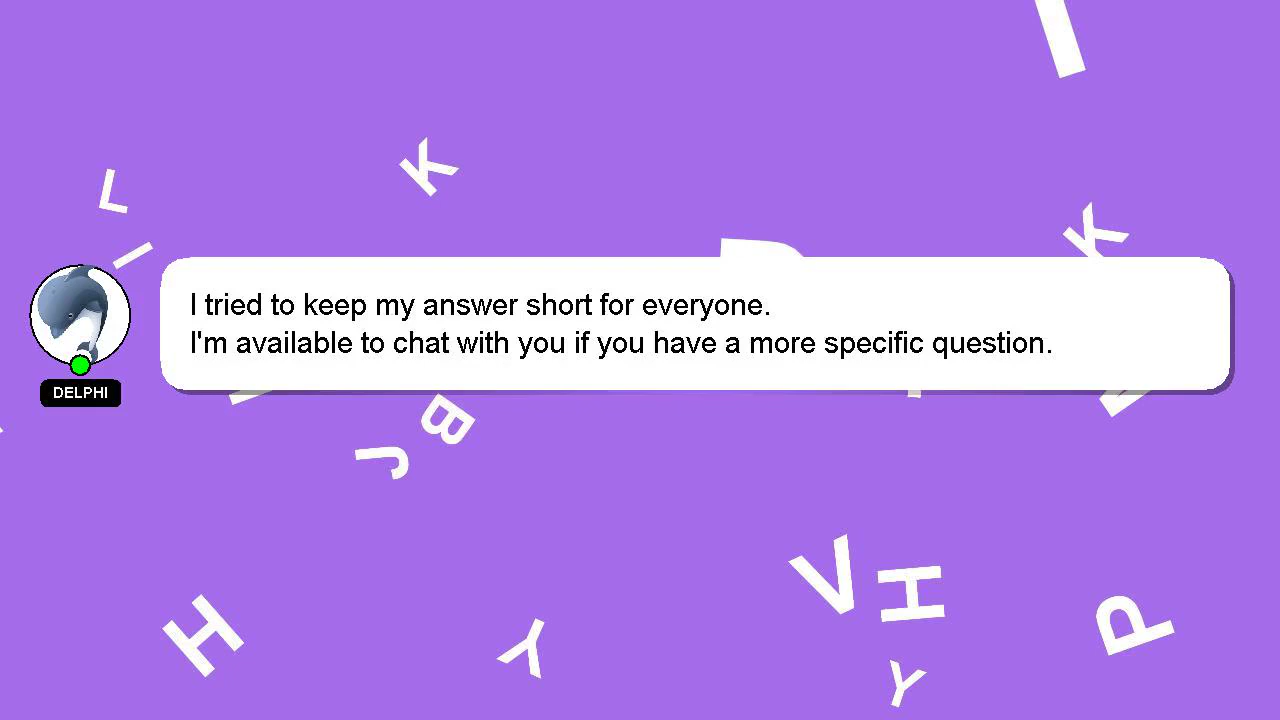 I
K
L
K
I tried to keep my answer short for everyone.
I'm available to chat with you if you have a more specific question.
DELPHI
B
J
V
H
P
H
Y
Y